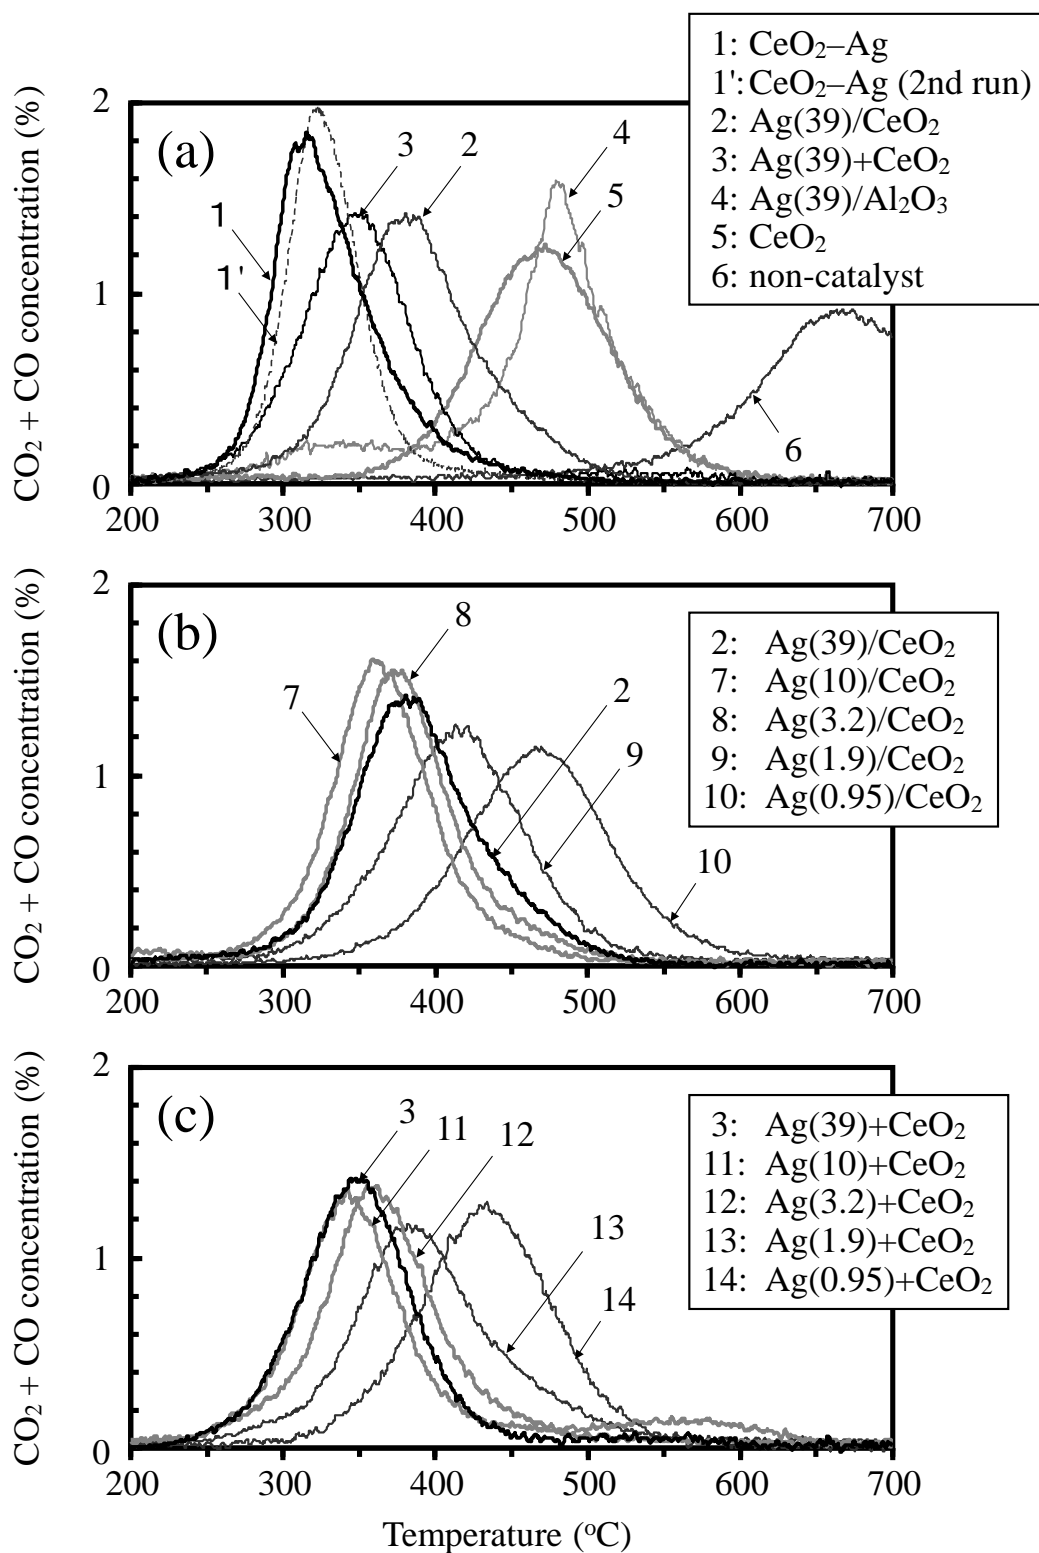 1: CeO₂–Ag
1':CeO₂–Ag (2nd run)
2: Ag(39)/CeO₂
3: Ag(39)+CeO₂
4: Ag(39)/Al₂O₃
5: CeO₂
6: non-catalyst
CO₂ + CO concentration (%)
2
1
0
(a)
3
2
4
5
1
1'
6
200
300
400
500
600
700
CO₂ + CO concentration (%)
2
1
0
(b)
8
7
2
9
10
2: Ag(39)/CeO₂
7: Ag(10)/CeO₂
8: Ag(3.2)/CeO₂
9: Ag(1.9)/CeO₂
10: Ag(0.95)/CeO₂
200
300
400
500
600
700
CO₂ + CO concentration (%)
2
1
0
(c)
3
11
12
13
14
3: Ag(39)+CeO₂
11: Ag(10)+CeO₂
12: Ag(3.2)+CeO₂
13: Ag(1.9)+CeO₂
14: Ag(0.95)+CeO₂
200
300
400
500
600
700
Temperature (°C)